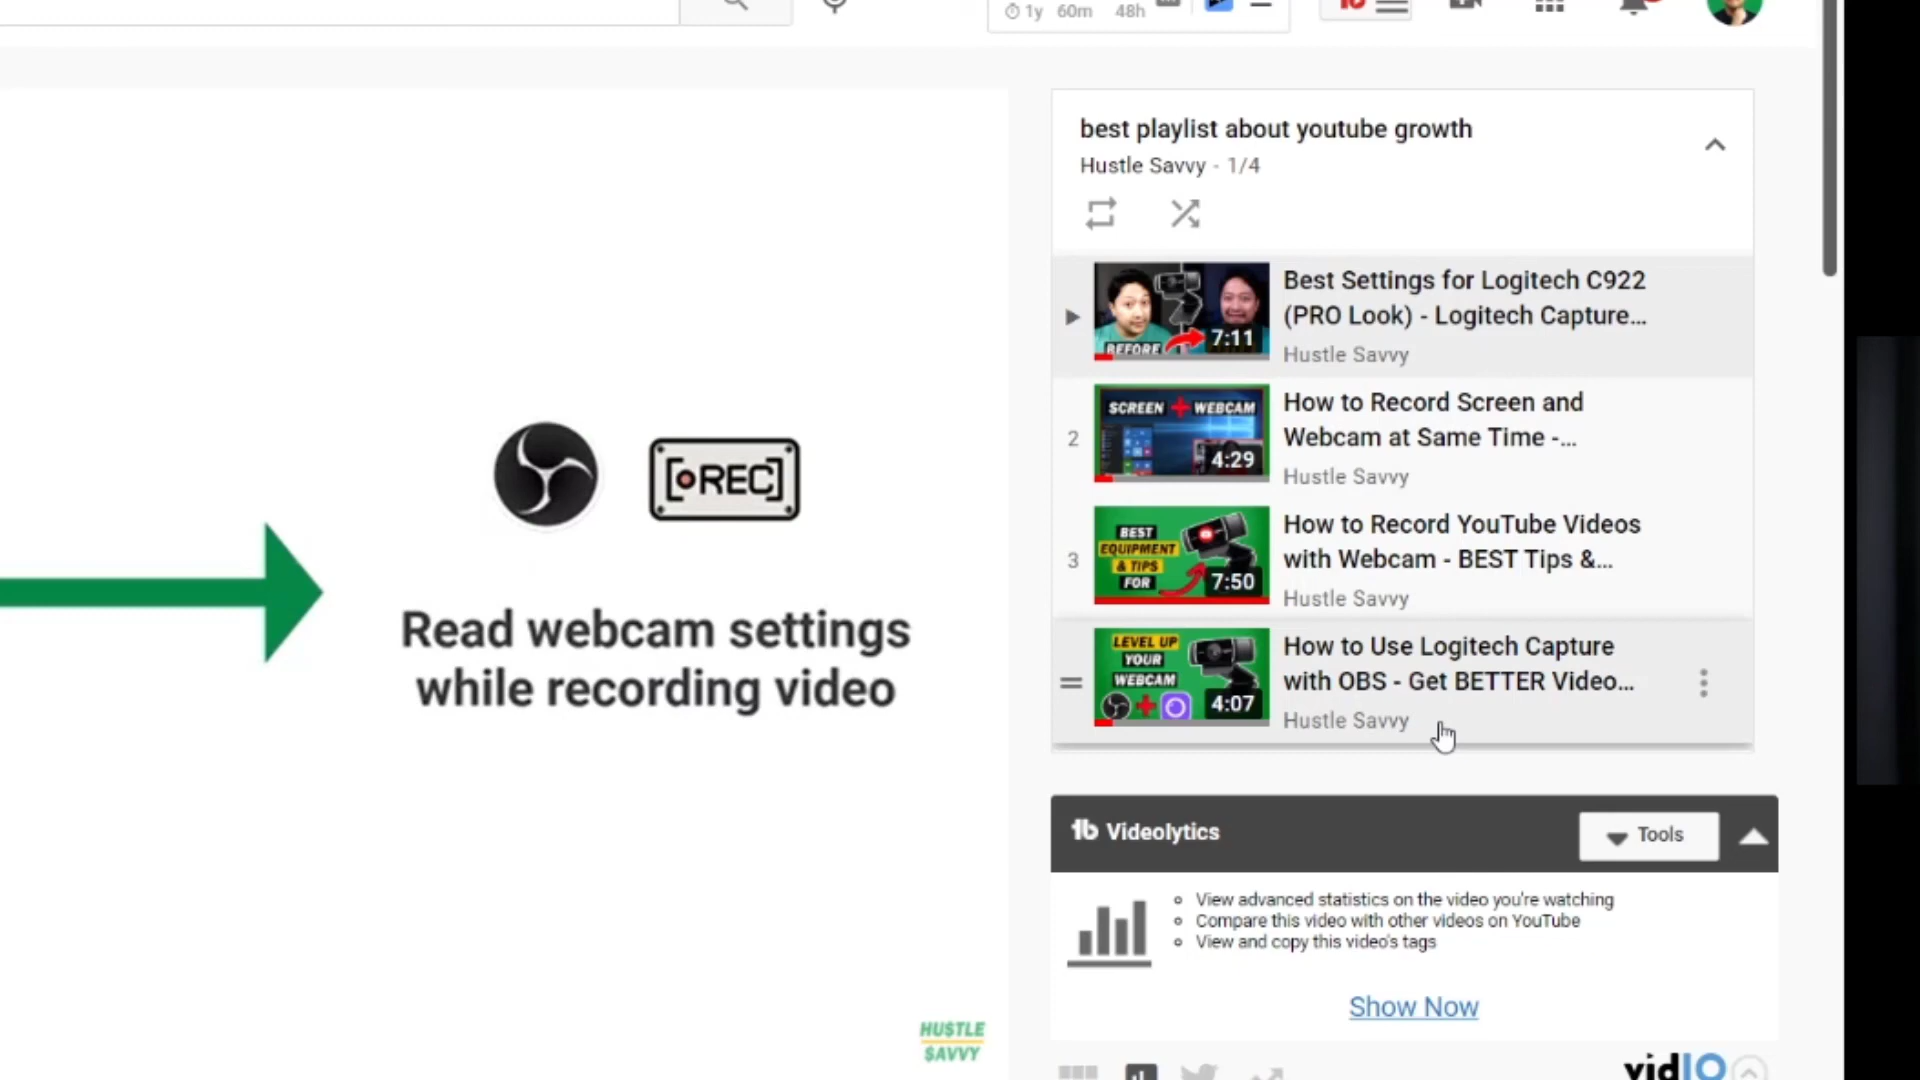 1y 60m 48h
best playlist about youtube growth
Hustle Savvy - 1/4
BEFORE
7:11
Best Settings for Logitech C922
(PRO Look) - Logitech Capture...
Hustle Savvy
2
SCREEN + WEBCAM
4:29
How to Record Screen and
Webcam at Same Time -...
Hustle Savvy
3
BEST
EQUIPMENT
& TIPS
FOR
7:50
How to Record YouTube Videos
with Webcam - BEST Tips &...
Hustle Savvy
LEVEL UP
YOUR
WEBCAM
4:07
How to Use Logitech Capture
with OBS - Get BETTER Video...
Hustle Savvy
[•REC]
Read webcam settings
while recording video
HU$TLE
$AVVY
tb Videolytics
Tools
View advanced statistics on the video you're watching
Compare this video with other videos on YouTube
View and copy this video's tags
Show Now
vidIQ